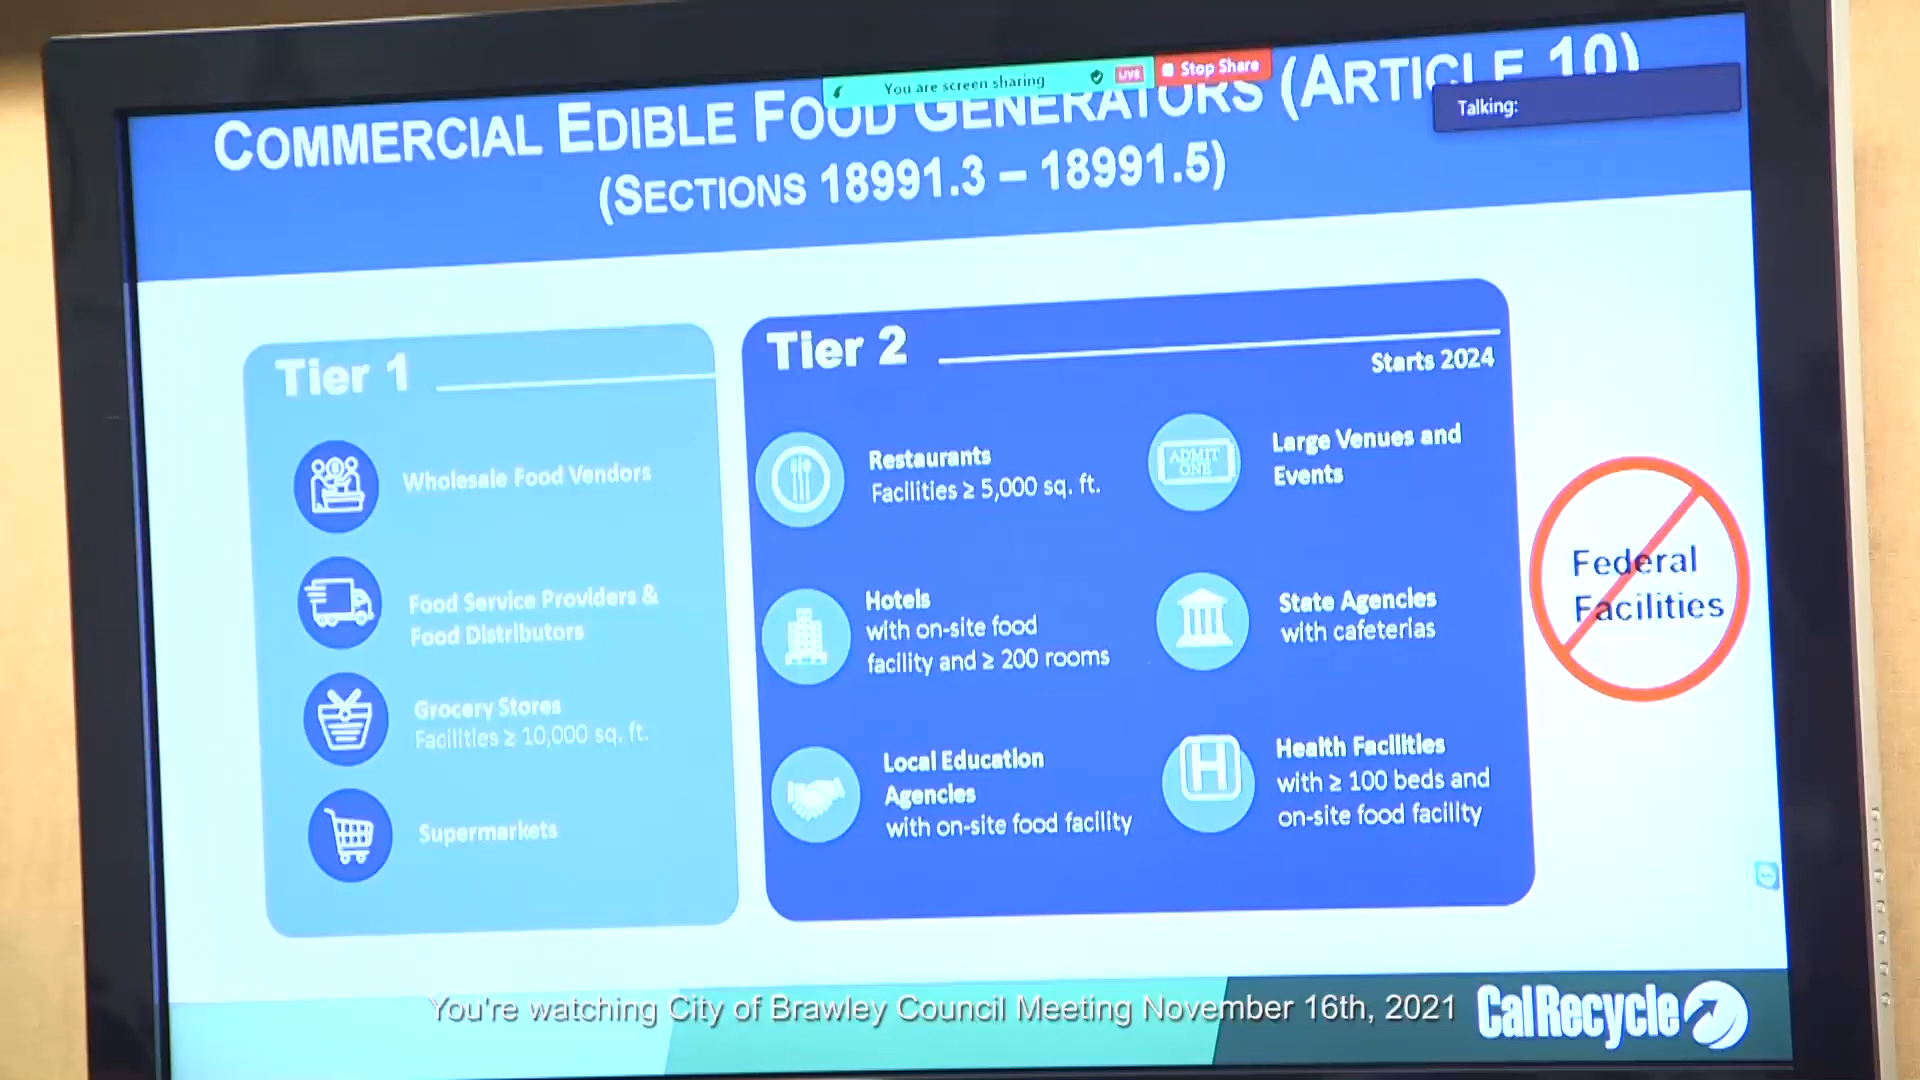 You are screen sharing
LIVE
Stop Share
COMMERCIAL EDIBLE FOOD GENERATORS (ARTICLE 10)
Talking:
(SECTIONS 18991.3 – 18991.5)
Tier 1
Wholesale Food Vendors
Food Service Providers &
Food Distributors
Grocery Stores
Facilities ≥ 10,000 sq. ft.
Supermarkets
Tier 2
Starts 2024
Restaurants
Facilities ≥ 5,000 sq. ft.
Hotels
with on-site food
facility and ≥ 200 rooms
Local Education
Agencies
with on-site food facility
ADMIT
ONE
Large Venues and
Events
State Agencies
with cafeterias
H
Health Facilities
with ≥ 100 beds and
on-site food facility
Federal
Facilities
You're watching City of Brawley Council Meeting November 16th, 2021
CalRecycle